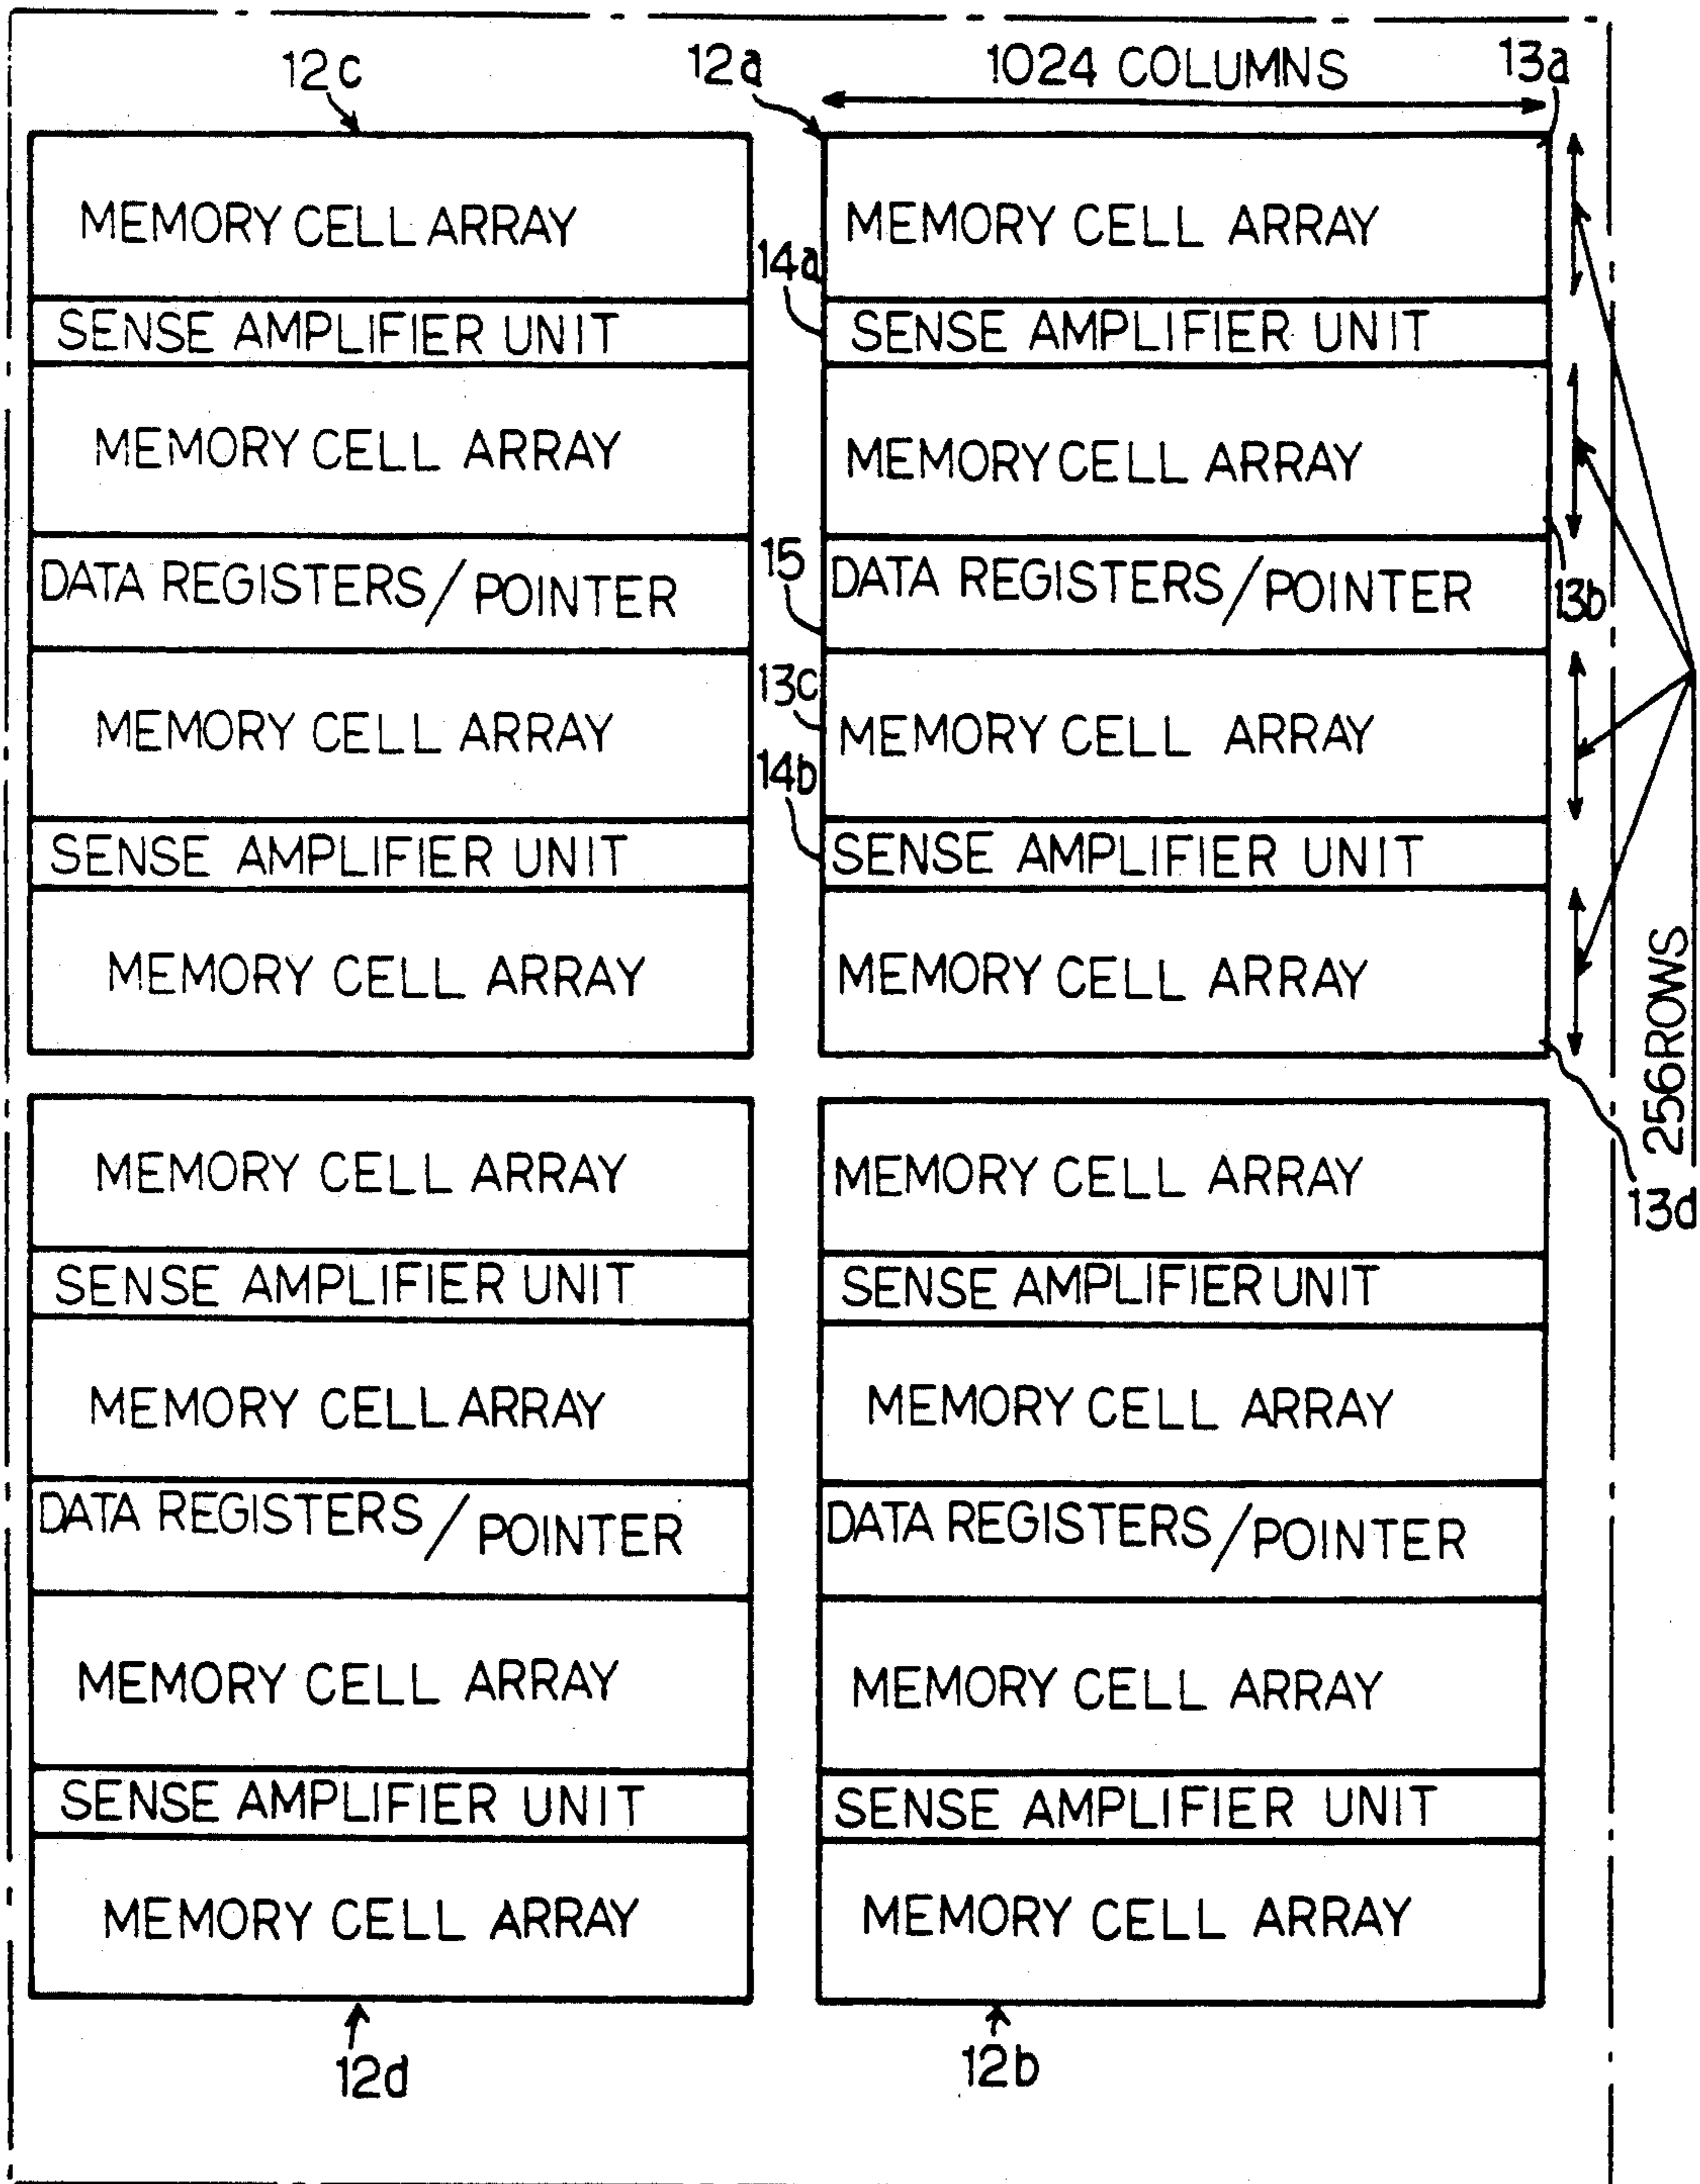 12c
12a
1024 COLUMNS
13a
MEMORY CELL ARRAY
SENSE AMPLIFIER UNIT
MEMORY CELL ARRAY
DATA REGISTERS/POINTER
MEMORY CELL ARRAY
SENSE AMPLIFIER UNIT
MEMORY CELL ARRAY
14a
15
13c
14b
MEMORY CELL ARRAY
SENSE AMPLIFIER UNIT
MEMORY CELL ARRAY
DATA REGISTERS/POINTER
MEMORY CELL ARRAY
SENSE AMPLIFIER UNIT
MEMORY CELL ARRAY
13b
256 ROWS
13d
MEMORY CELL ARRAY
SENSE AMPLIFIER UNIT
MEMORY CELL ARRAY
DATA REGISTERS/POINTER
MEMORY CELL ARRAY
SENSE AMPLIFIER UNIT
MEMORY CELL ARRAY
12d
MEMORY CELL ARRAY
SENSE AMPLIFIER UNIT
MEMORY CELL ARRAY
DATA REGISTERS/POINTER
MEMORY CELL ARRAY
SENSE AMPLIFIER UNIT
MEMORY CELL ARRAY
12b